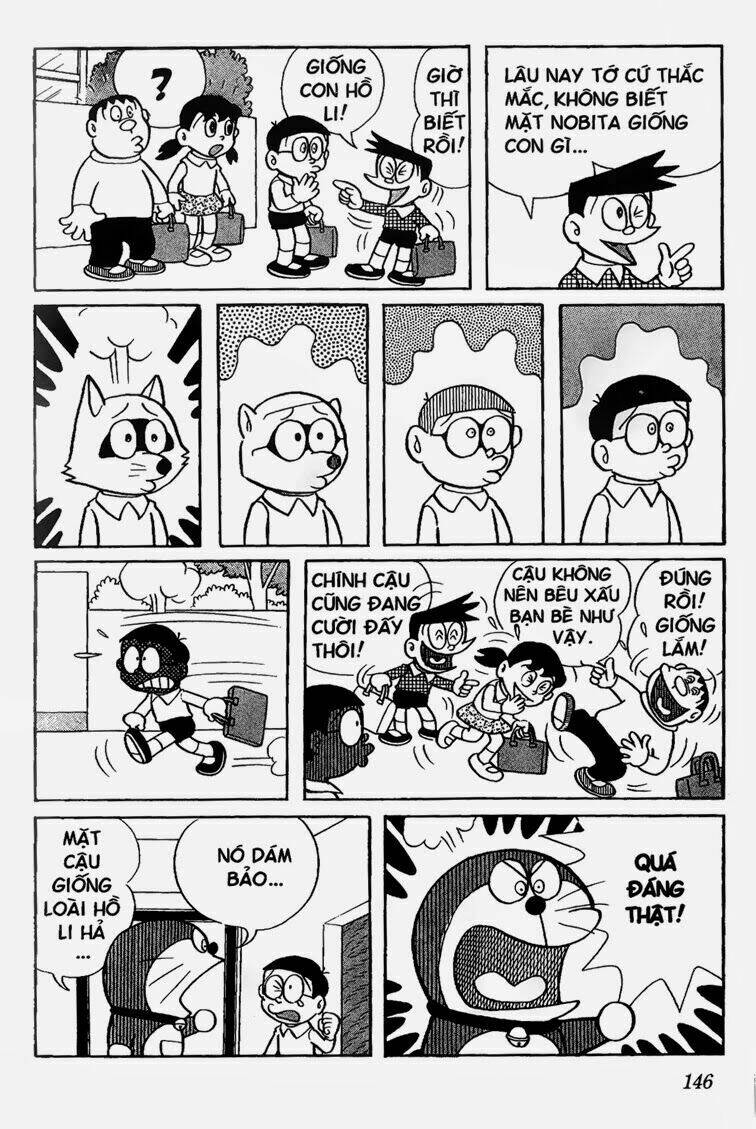 LÂU NAY TỚ CỨ THẮC
MẮC, KHÔNG BIẾT
MẶT NOBITA GIỐNG
CON GÌ...
GIỜ
THÌ
BIẾT
RỒI!
GIỐNG
CON HỒ
LI!
?
ĐÚNG
RỒI!
GIỐNG
LẮM!
CẬU KHÔNG
NÊN BÊU XẤU
BẠN BÈ NHƯ
VẬY.
CHÍNH CẬU
CŨNG ĐANG
CƯỜI ĐẤY
THÔI!
QUÁ
ĐÁNG
THẬT!
NÓ DÁM
BẢO...
MẶT
CẬU
GIỐNG
LOÀI HỒ
LI HẢ
...
146